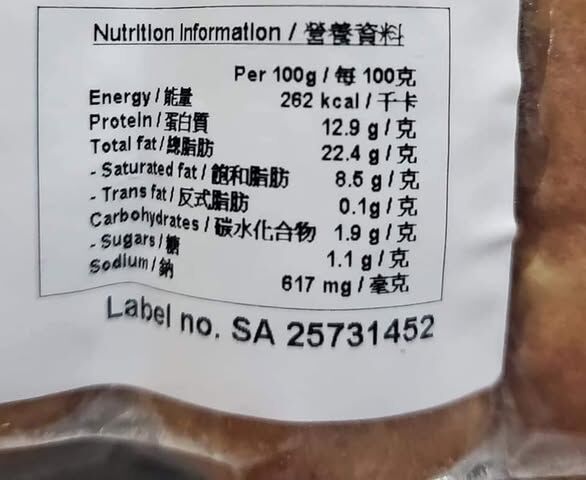 Nutrition Information / 營養資料
Per 100g / 每 100克
Energy / 能量 262 kcal / 千卡
Protein / 蛋白質 12.9 g / 克
Total fat / 總脂肪 22.4 g / 克
- Saturated fat / 飽和脂肪 8.5 g / 克
- Trans fat / 反式脂肪 0.1g / 克
Carbohydrates / 碳水化合物 1.9 g / 克
- Sugars / 糖 1.1 g / 克
Sodium / 鈉 617 mg / 毫克
Label no. SA 25731452